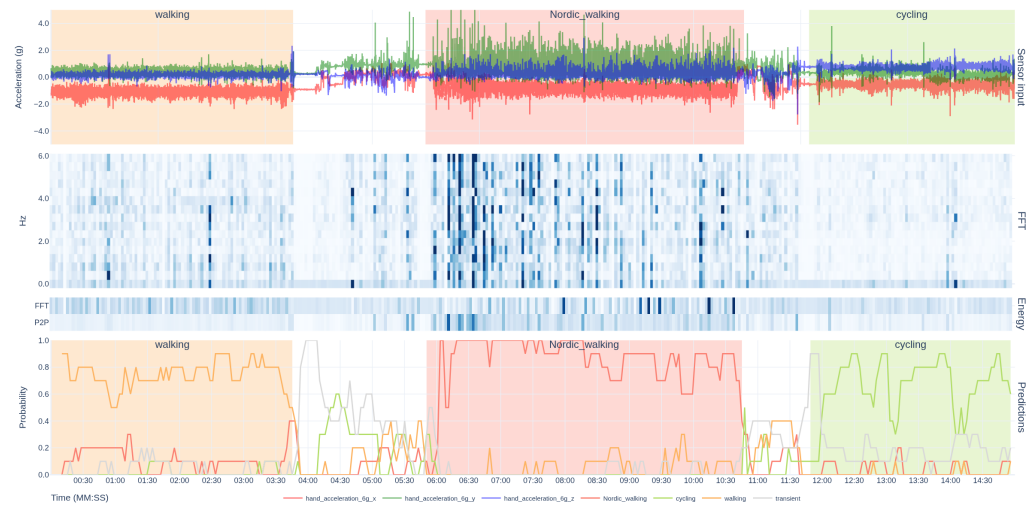 walking Nordic_walking cycling
4.0
2.0
0.0
−2.0
−4.0
Acceleration (g)
Sensor input
6.0
4.0
2.0
0.0
Hz
FFT
FFT
P2P
Energy
walking Nordic_walking cycling
1.0
0.8
0.6
0.4
0.2
0.0
Probability
Predictions
00:30 01:00 01:30 02:00 02:30 03:00 03:30 04:00 04:30 05:00 05:30 06:00 06:30 07:00 07:30 08:00 08:30 09:00 09:30 10:00 10:30 11:00 11:30 12:00 12:30 13:00 13:30 14:00 14:30
Time (MM:SS)
hand_acceleration_6g_x hand_acceleration_6g_y hand_acceleration_6g_z Nordic_walking cycling walking transient